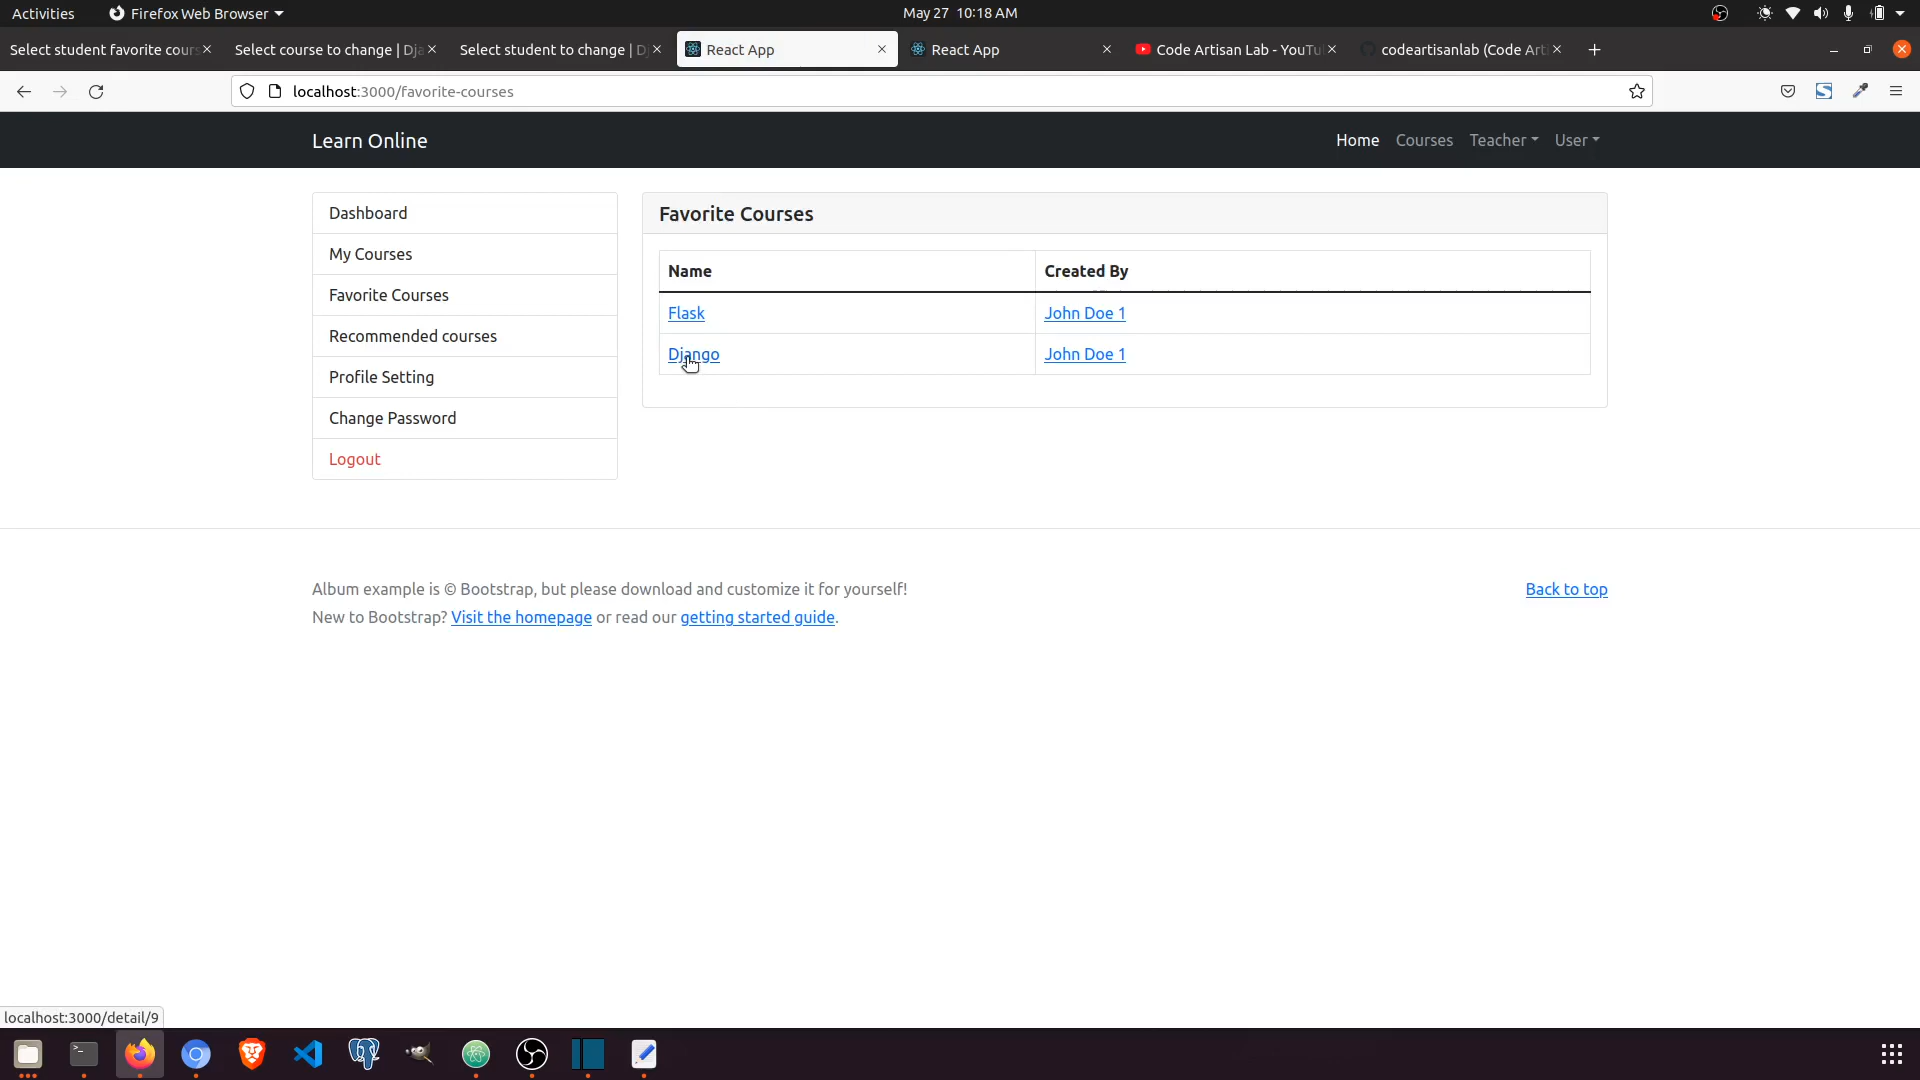 Activities
Firefox Web Browser
May 27 10:18 AM
Select student favorite cour
Select course to change | Dja
Select student to change | D
React App
React App
Code Artisan Lab - YouTu
codeartisanlab (Code Art
localhost:3000/favorite-courses
Learn Online
Home
Courses
Teacher
User
Dashboard
My Courses
Favorite Courses
Recommended courses
Profile Setting
Change Password
Logout
Favorite Courses
Name
Created By
Flask
John Doe 1
Django
John Doe 1
Album example is © Bootstrap, but please download and customize it for yourself!
Back to top
New to Bootstrap? Visit the homepage or read our getting started guide.
localhost:3000/detail/9